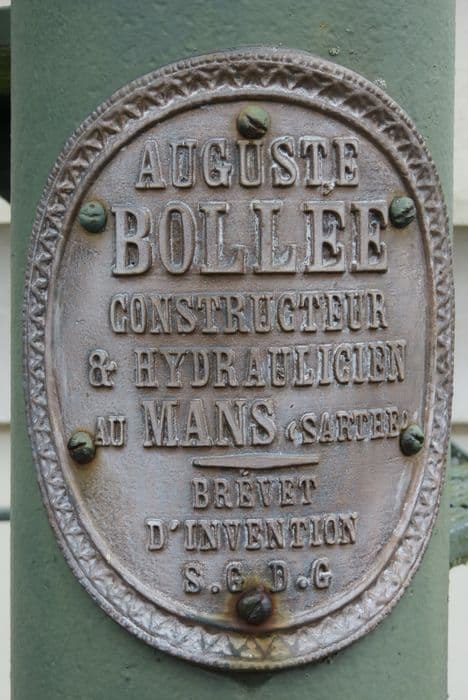 AUGUSTE
BOLLÉE
CONSTRUCTEUR
& HYDRAULICIEN
AU MANS (SARTHE)
BRÉVET
D'INVENTION
S.G D.G